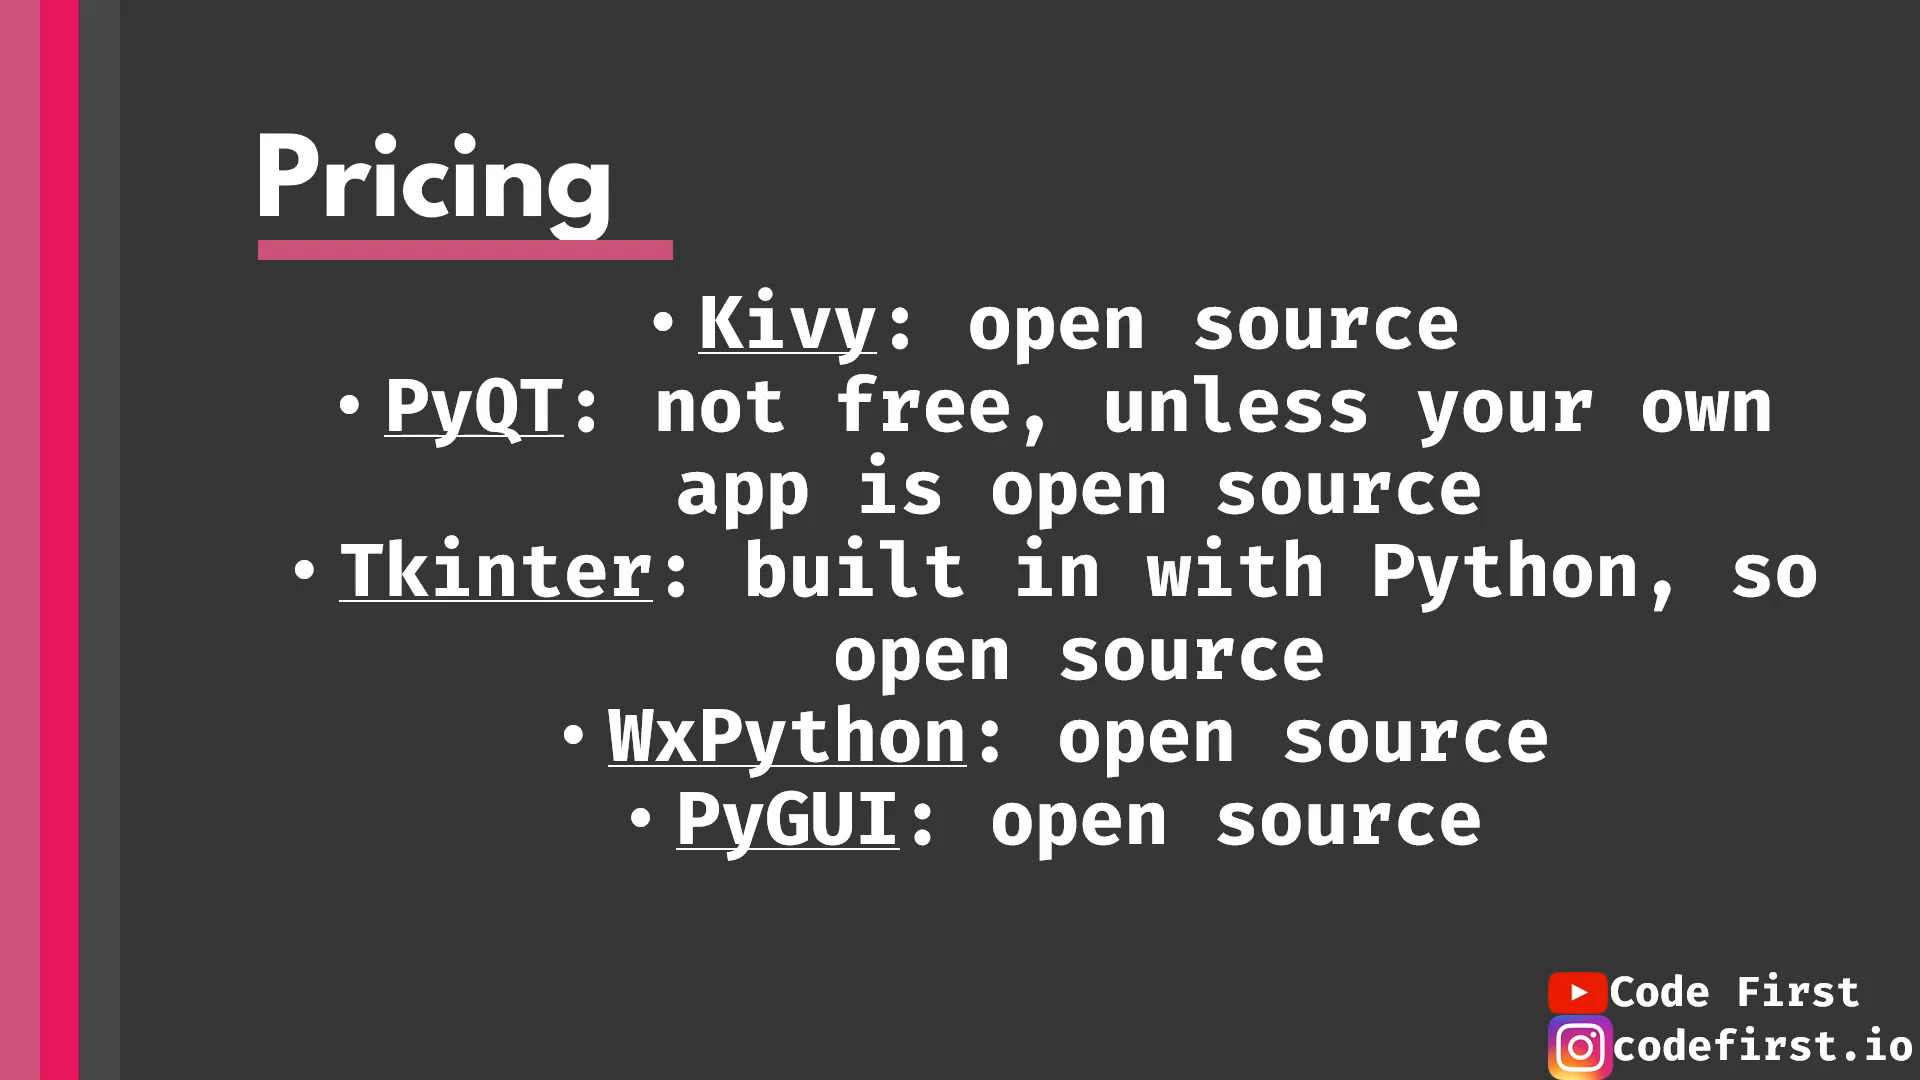 Pricing
• Kivy: open source
• PyQT: not free, unless your own
app is open source
• Tkinter: built in with Python, so
open source
• WxPython: open source
• PyGUI: open source
Code First
codefirst.io